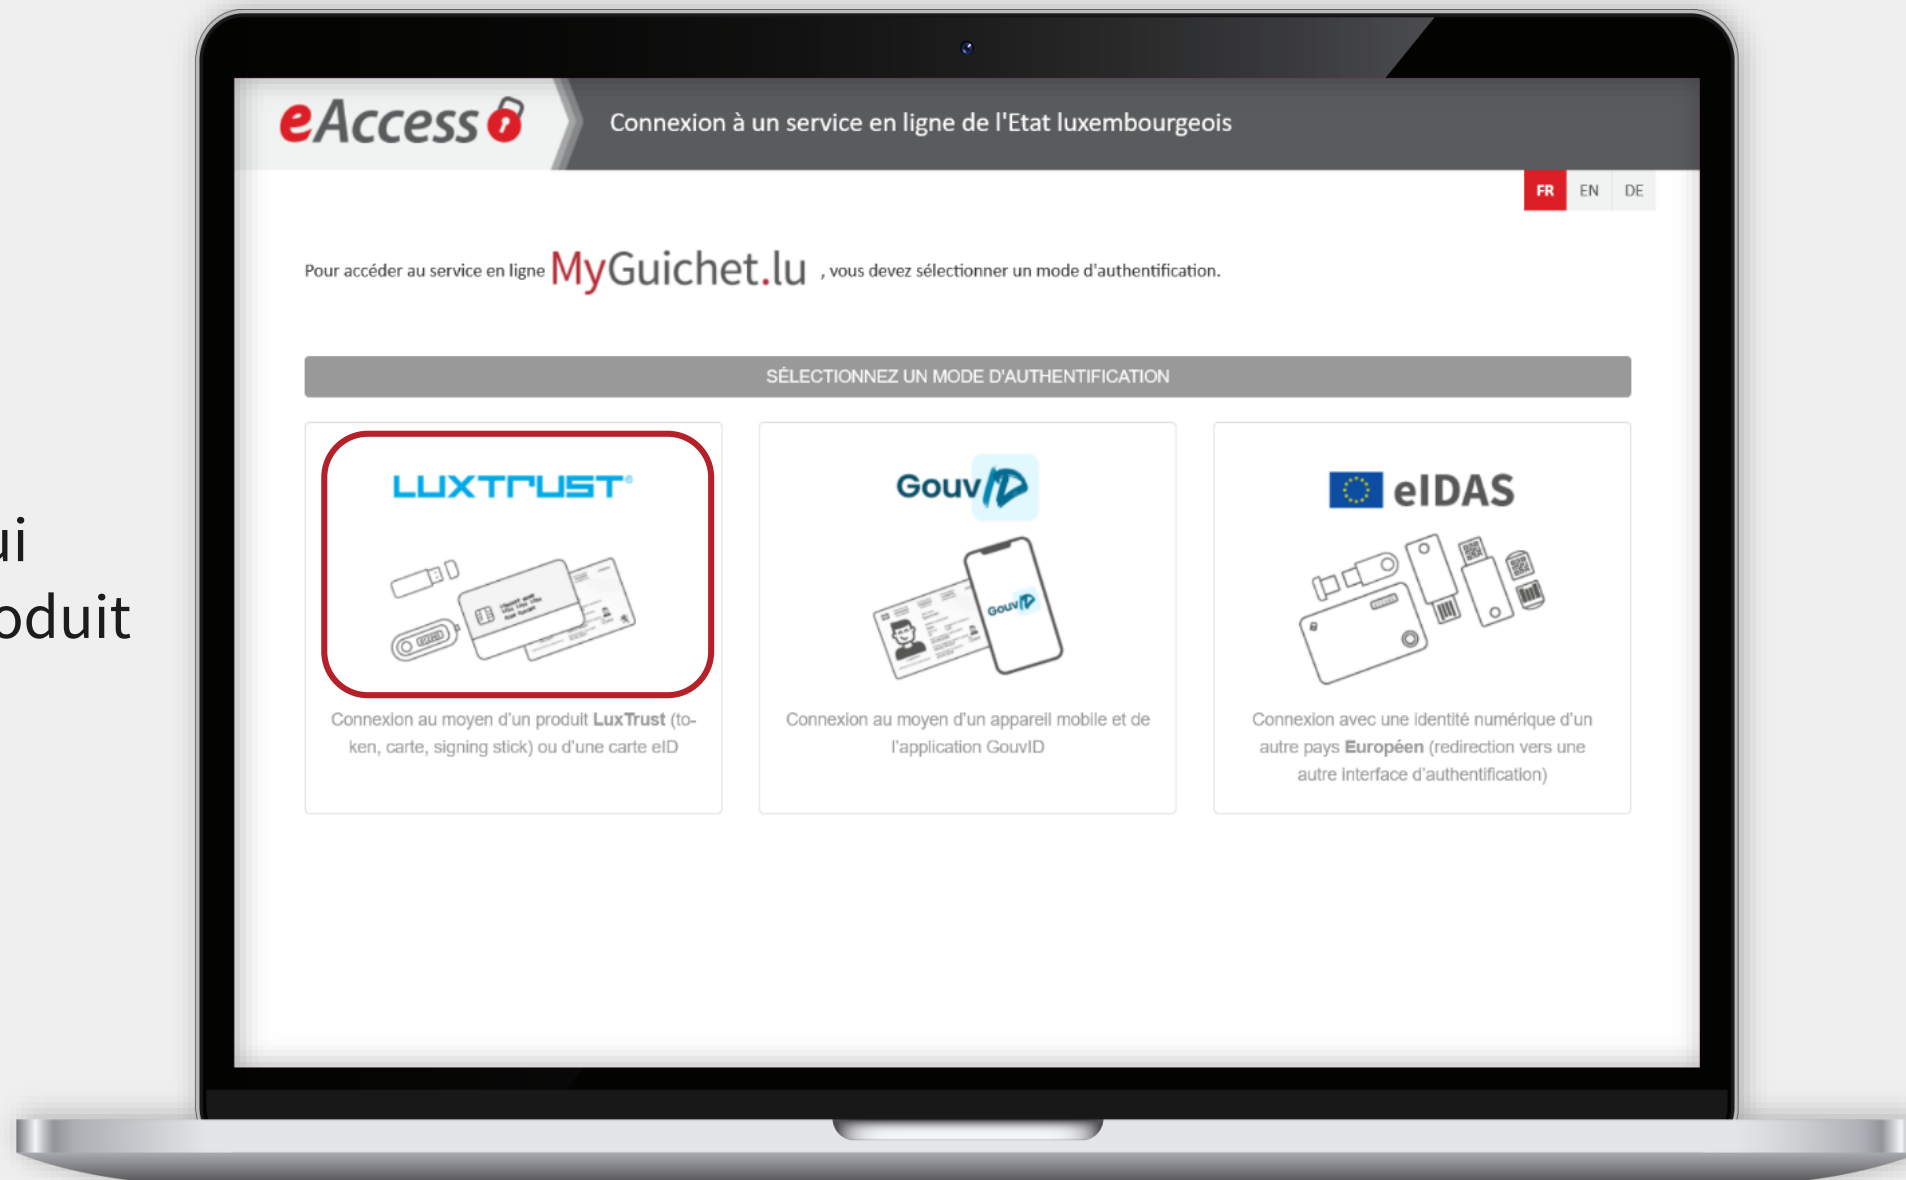 eAccess
Connexion à un service en ligne de l'Etat luxembourgeois
FR EN DE
Pour accéder au service en ligne MyGuichet.lu , vous devez sélectionner un mode d'authentification.
SÉLECTIONNEZ UN MODE D'AUTHENTIFICATION
LUXTRUST®
Connexion au moyen d'un produit LuxTrust (to-
ken, carte, signing stick) ou d'une carte eID
GouvID
GouvID
Connexion au moyen d'un appareil mobile et de
l'application GouvID
eIDAS
Connexion avec une identité numérique d'un
autre pays Européen (redirection vers une
autre interface d'authentification)
ui
oduit